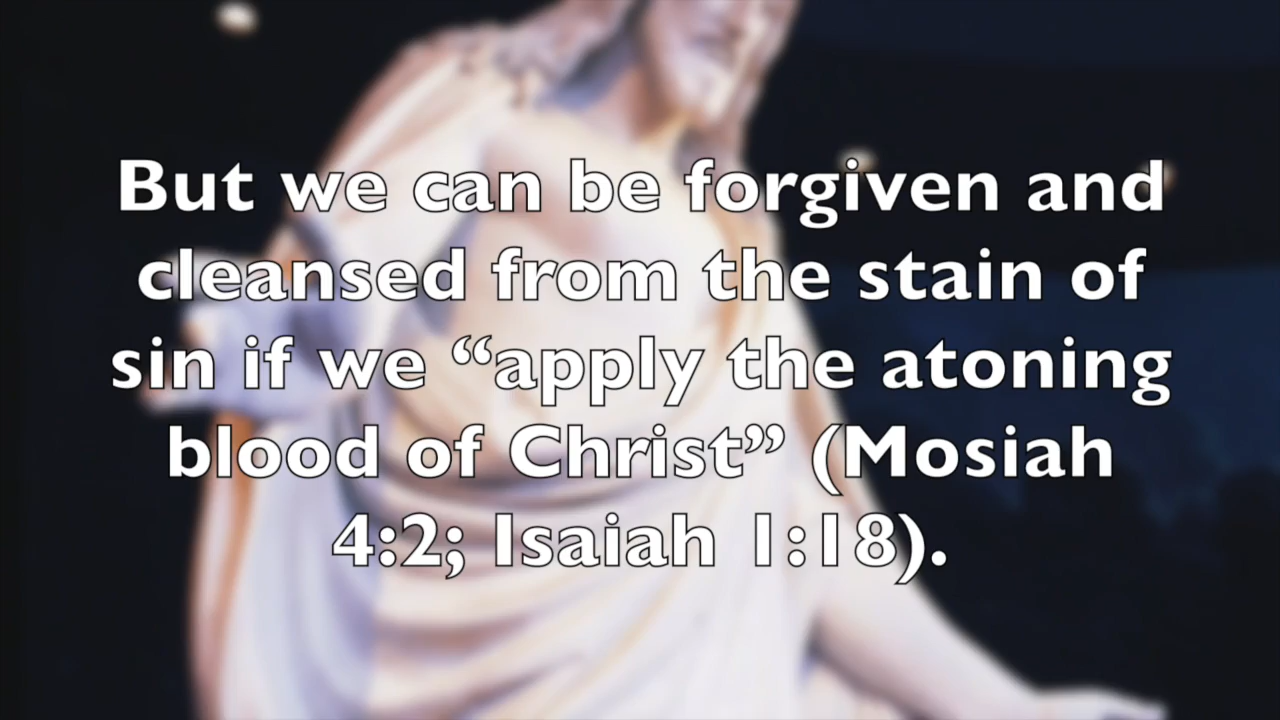 But we can be forgiven and
cleansed from the stain of
sin if we “apply the atoning
blood of Christ” (Mosiah
4:2; Isaiah 1:18).